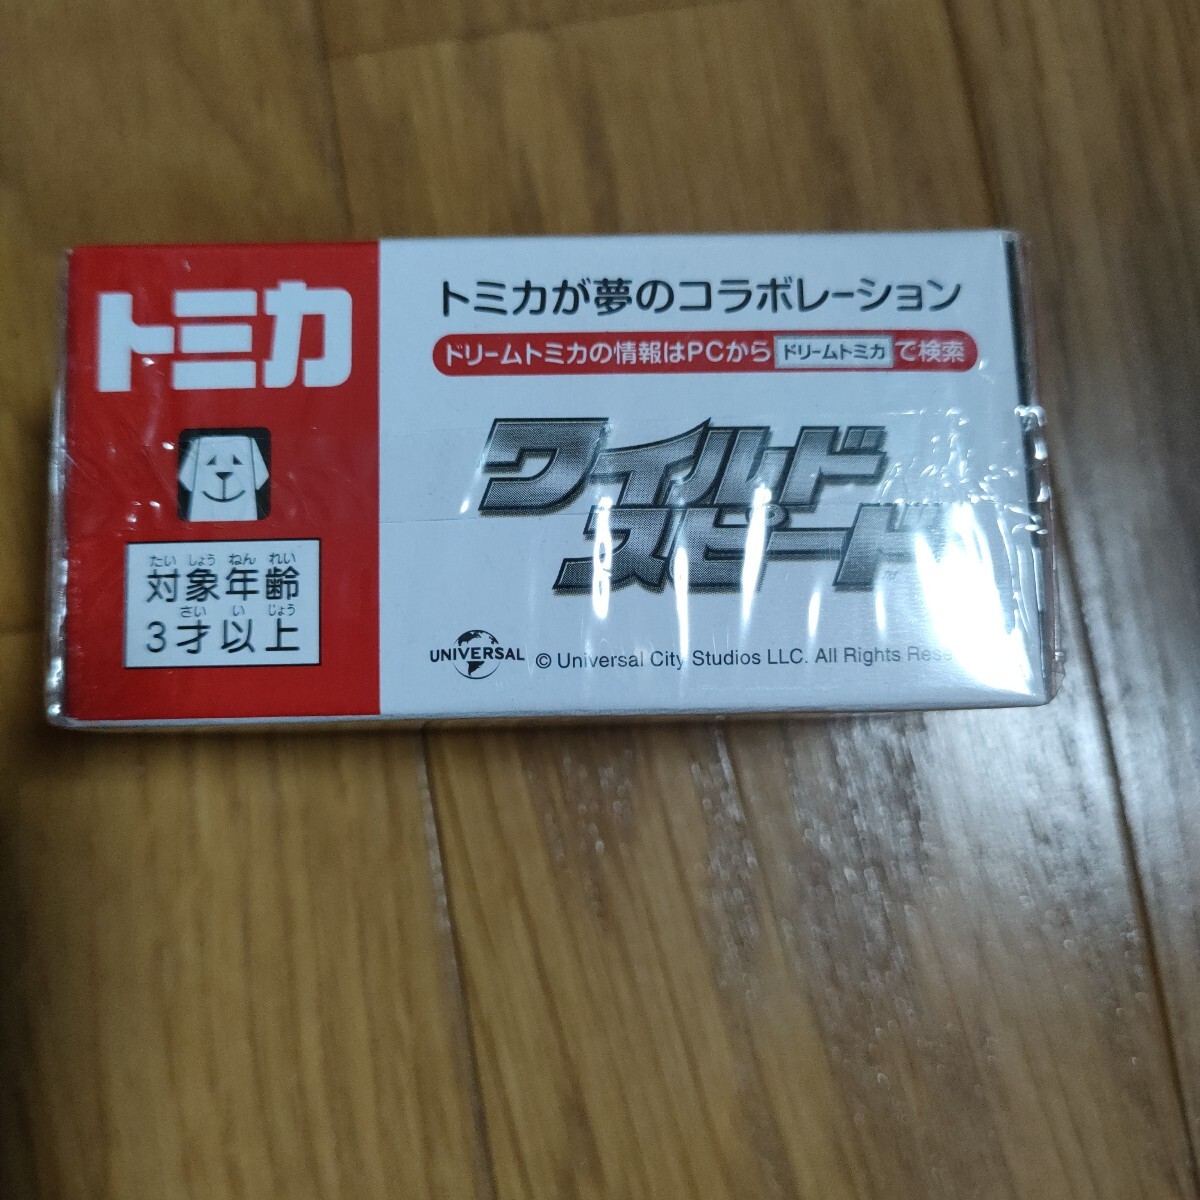 トミカ
たいしょうねんれい
対象年齢
さい い じょう
3才以上
トミカが夢のコラボレーション
ドリームトミカの情報はPCから ドリームトミカ で検索
ワイルド
スピード
UNIVERSAL © Universal City Studios LLC. All Rights